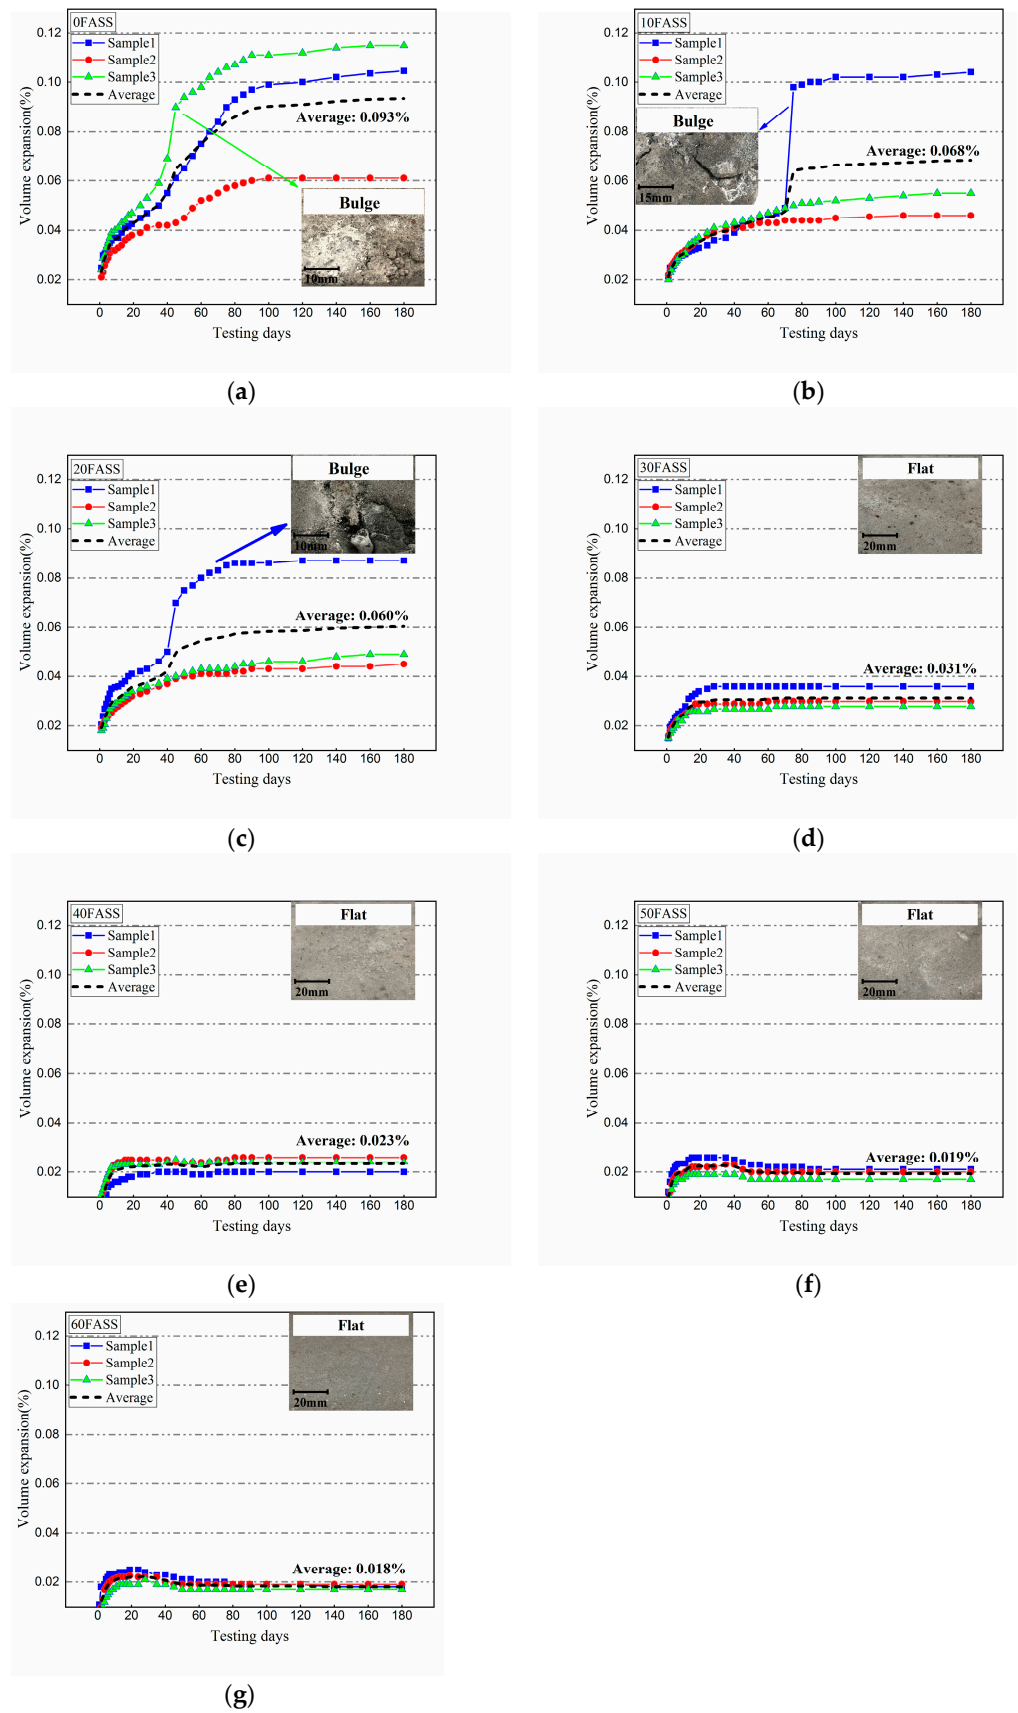 0FASS
Sample1
Sample2
Sample3
Average
0.12
0.10
0.08
0.06
0.04
0.02
Volume expansion(%)
Average: 0.093%
Bulge
10mm
0 20 40 60 80 100 120 140 160 180
Testing days
(a)
10FASS
Sample1
Sample2
Sample3
Average
0.12
0.10
0.08
0.06
0.04
0.02
Volume expansion(%)
Bulge
15mm
Average: 0.068%
0 20 40 60 80 100 120 140 160 180
Testing days
(b)
20FASS
Sample1
Sample2
Sample3
Average
0.12
0.10
0.08
0.06
0.04
0.02
Volume expansion(%)
Bulge
10mm
Average: 0.060%
0 20 40 60 80 100 120 140 160 180
Testing days
(c)
30FASS
Sample1
Sample2
Sample3
Average
0.12
0.10
0.08
0.06
0.04
0.02
Volume expansion(%)
Flat
20mm
Average: 0.031%
0 20 40 60 80 100 120 140 160 180
Testing days
(d)
40FASS
Sample1
Sample2
Sample3
Average
0.12
0.10
0.08
0.06
0.04
0.02
Volume expansion(%)
Flat
20mm
Average: 0.023%
0 20 40 60 80 100 120 140 160 180
Testing days
(e)
50FASS
Sample1
Sample2
Sample3
Average
0.12
0.10
0.08
0.06
0.04
0.02
Volume expansion(%)
Flat
20mm
Average: 0.019%
0 20 40 60 80 100 120 140 160 180
Testing days
(f)
60FASS
Sample1
Sample2
Sample3
Average
0.12
0.10
0.08
0.06
0.04
0.02
Volume expansion(%)
Flat
20mm
Average: 0.018%
0 20 40 60 80 100 120 140 160 180
Testing days
(g)